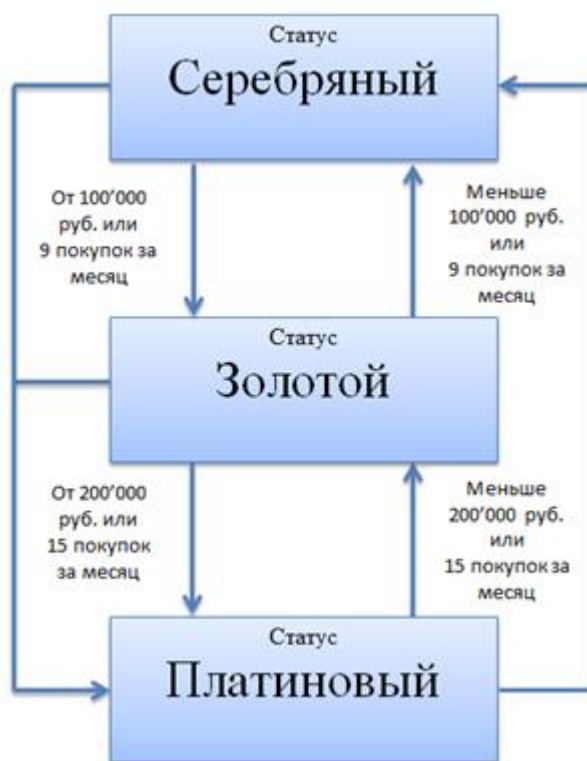 Статус
Серебряный
От 100’000
руб. или
9 покупок за
месяц
Меньше
100’000 руб.
или
9 покупок за
месяц
Статус
Золотой
От 200’000
руб. или
15 покупок
за месяц
Меньше
200’000 руб.
или
15 покупок за
месяц
Статус
Платиновый